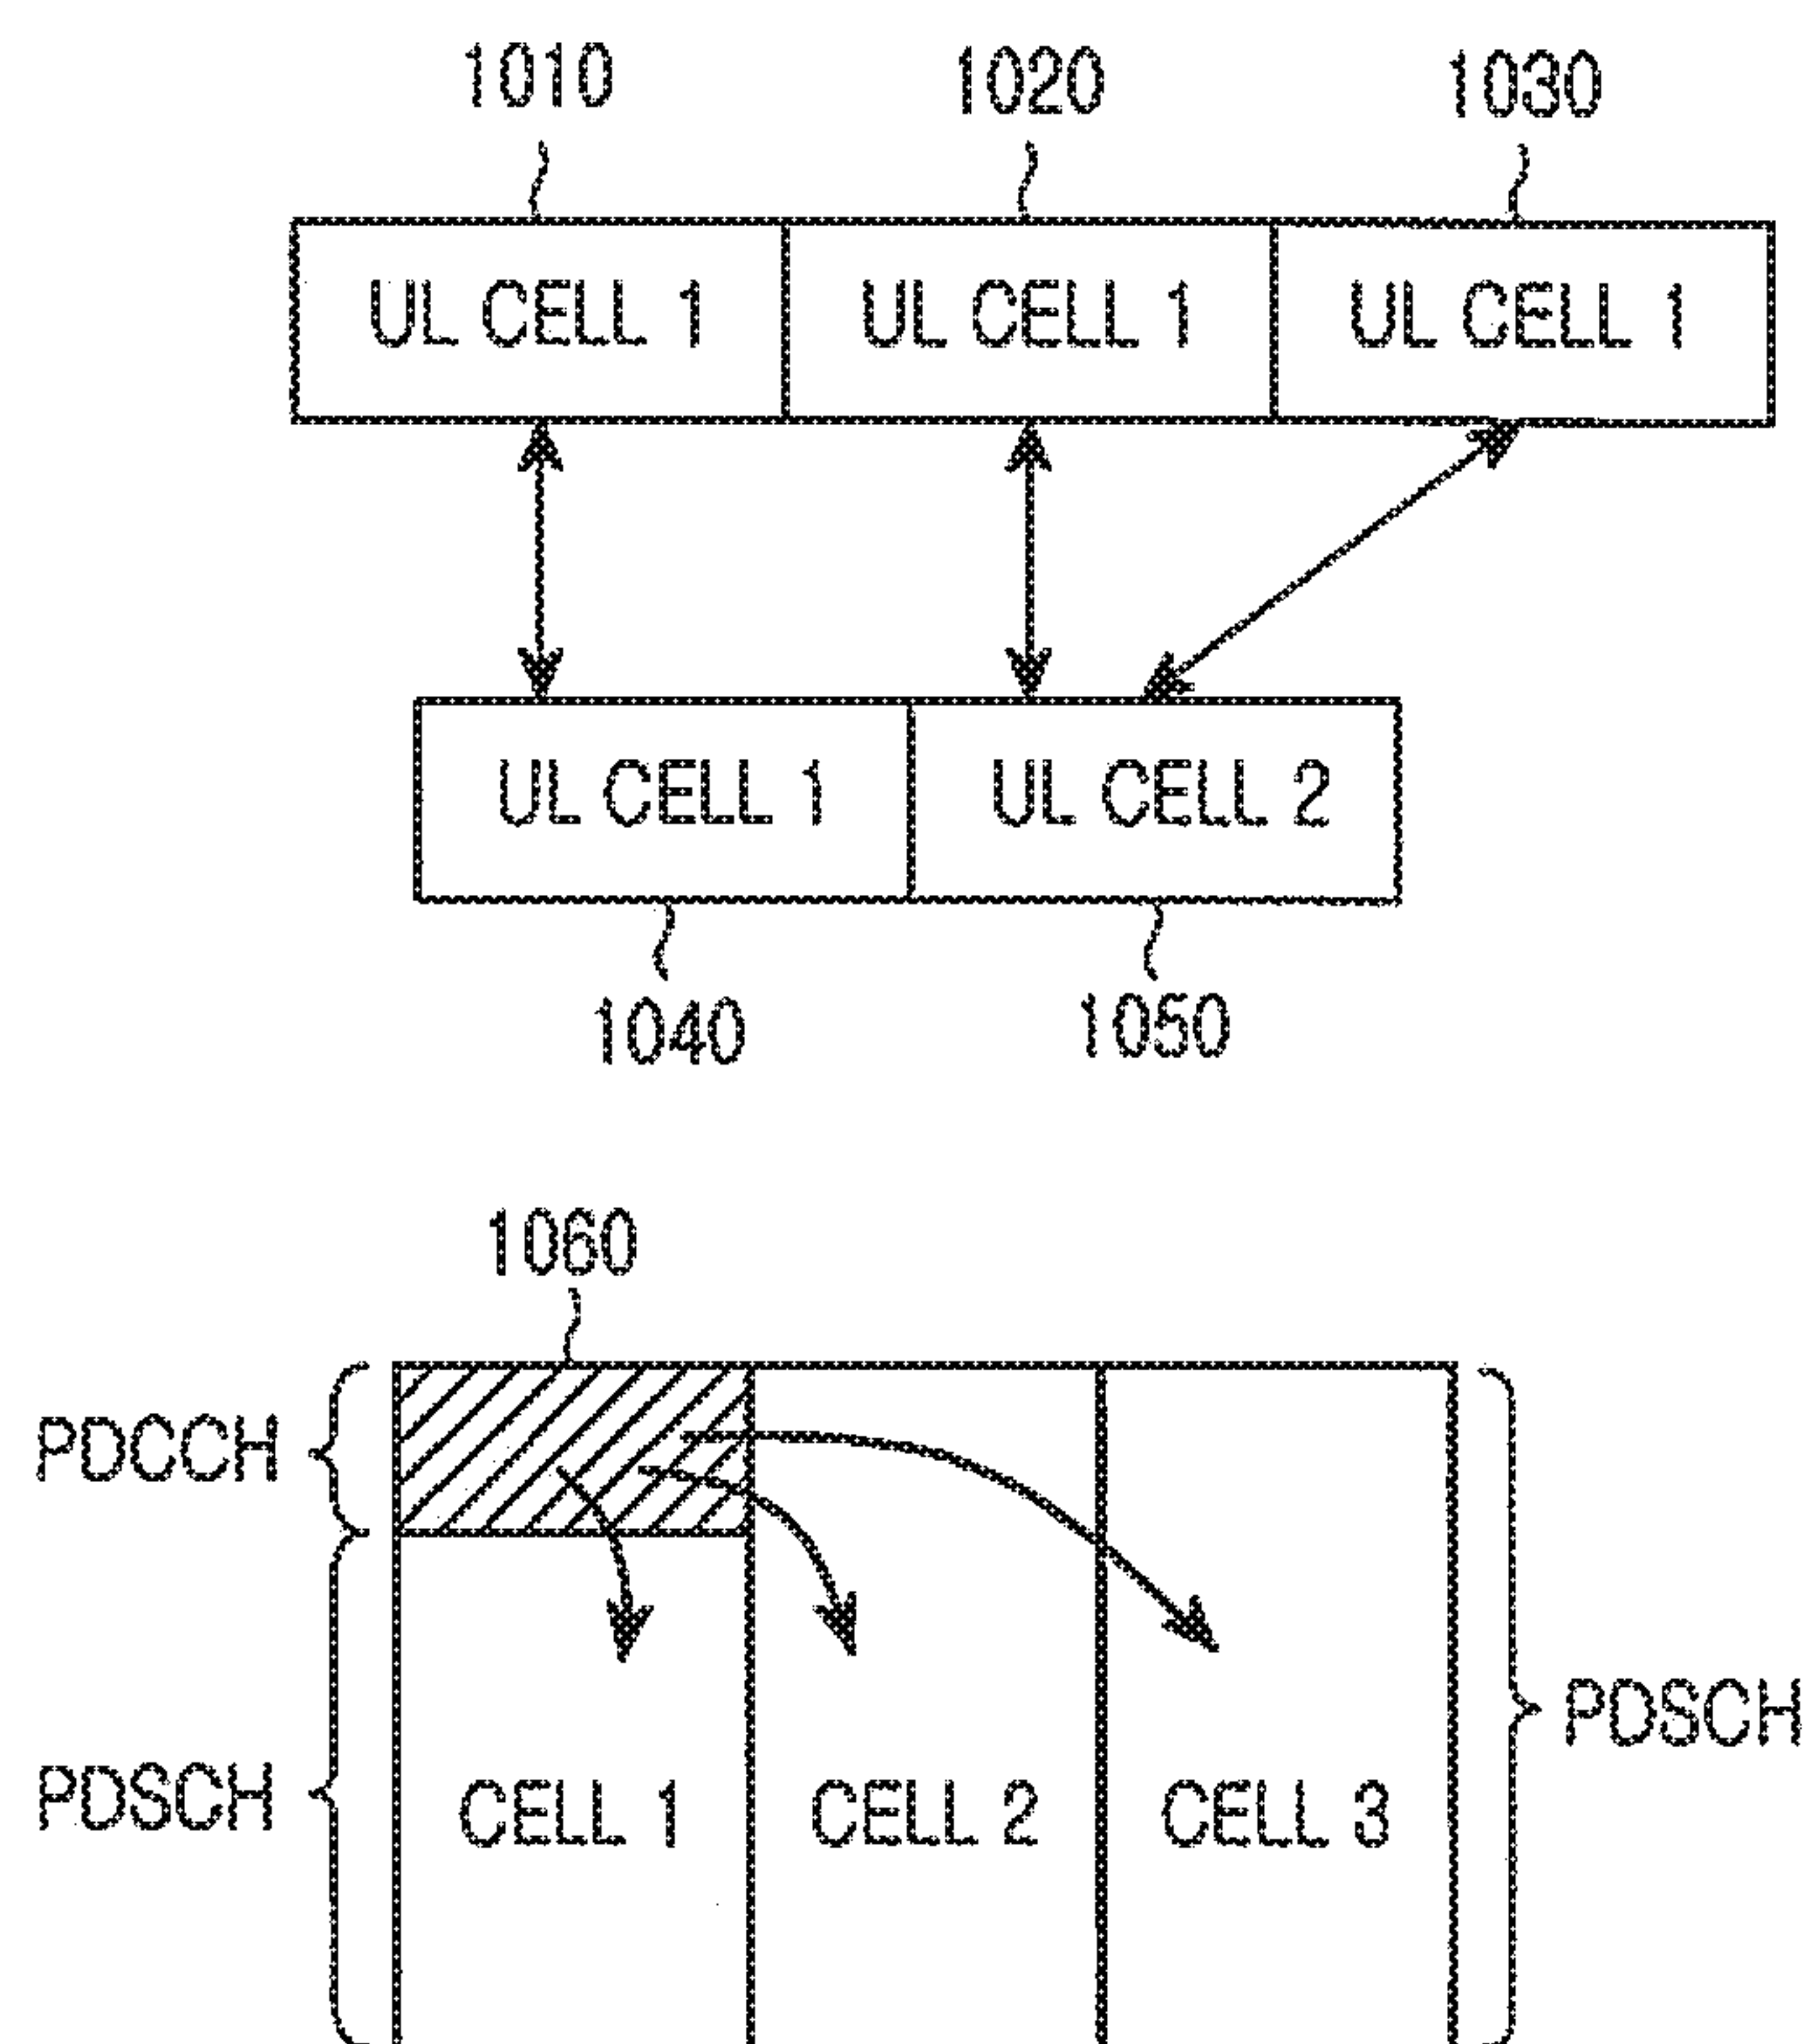 1010 1020 1030
UL CELL 1 UL CELL 1 UL CELL 1
UL CELL 1 UL CELL 2
1040 1050
1060
PDCCH
PDSCH
PDSCH
CELL 1 CELL 2 CELL 3